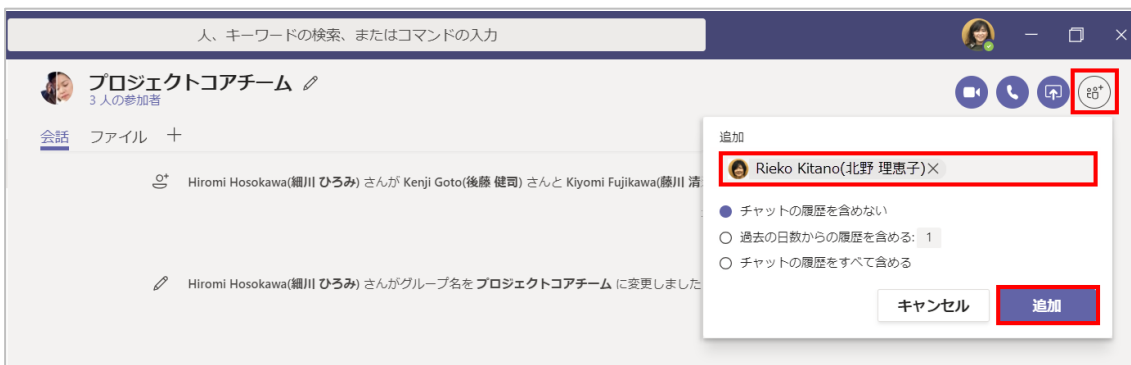 人、キーワードの検索、またはコマンドの入力
プロジェクトコアチーム
3 人の参加者
会話 ファイル
Hiromi Hosokawa(細川 ひろみ) さんが Kenji Goto(後藤 健司) さんと Kiyomi Fujikawa(藤川 清
Hiromi Hosokawa(細川 ひろみ) さんがグループ名を プロジェクトコアチーム に変更しました
追加
Rieko Kitano(北野 理恵子)
チャットの履歴を含めない
過去の日数からの履歴を含める: 1
チャットの履歴をすべて含める
キャンセル 追加